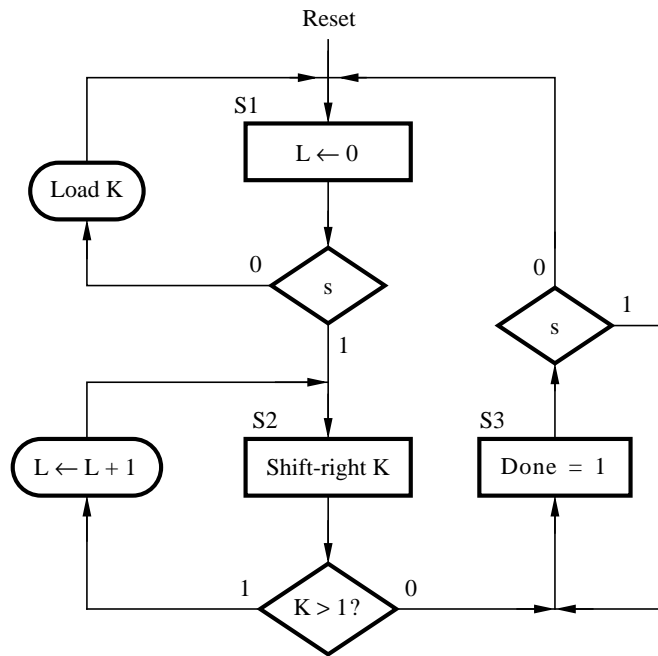 Reset
S1
L ← 0
Load K
0
s
1
0
s
1
S2
S3
L ← L + 1
Shift-right K
Done = 1
1
K > 1 ?
0